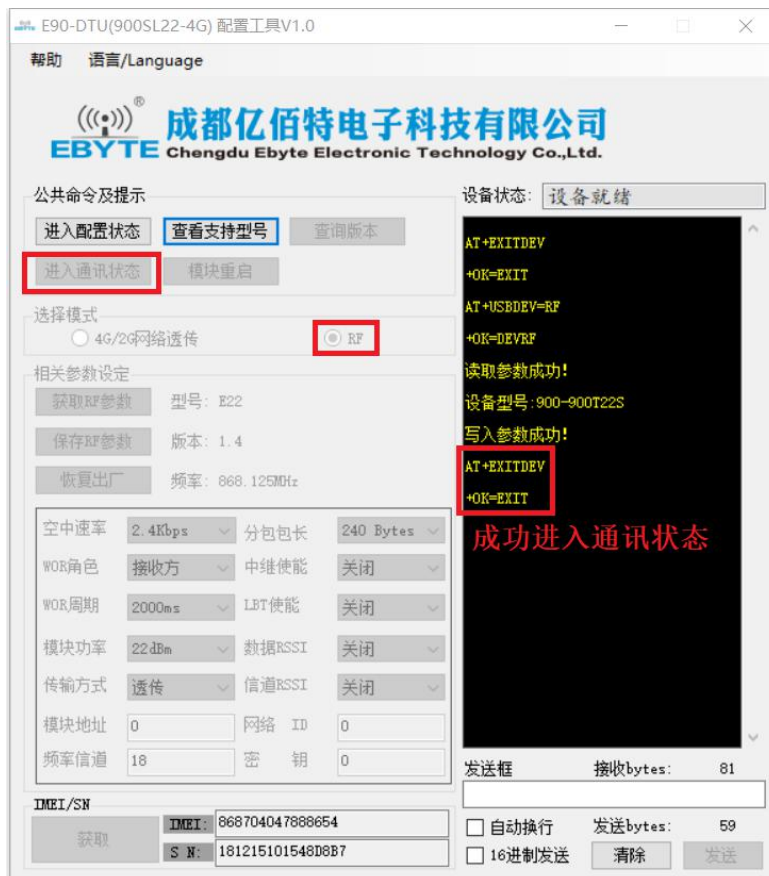 E90-DTU(900SL22-4G) 配置工具V1.0
帮助 语言/Language
((•)) ®
EBYTE 成都亿佰特电子科技有限公司
Chengdu Ebyte Electronic Technology Co.,Ltd.
公共命令及提示
进入配置状态 查看支持型号 查询版本
进入通讯状态 模块重启
选择模式
4G/2G网络透传 RF
相关参数设定
获取RF参数 型号: E22
保存RF参数 版本: 1.4
恢复出厂 频率: 868.125MHz
空中速率 2.4Kbps 分包包长 240 Bytes
WOR角色 接收方 中继使能 关闭
WOR周期 2000ms LBT使能 关闭
模块功率 22dBm 数据RSSI 关闭
传输方式 透传 信道RSSI 关闭
模块地址 0 网络 ID 0
频率信道 18 密 钥 0
IMEI/SN
获取
IMEI: 868704047888654
S N: 181215101548D8B7
设备状态: 设备就绪
AT+EXITDEV
+OK=EXIT
AT+USBDEV=RF
+OK=DEVRF
读取参数成功!
设备型号:900-900T22S
写入参数成功!
AT+EXITDEV
+OK=EXIT
成功进入通讯状态
发送框 接收bytes: 81
自动换行 发送bytes: 59
16进制发送 清除 发送